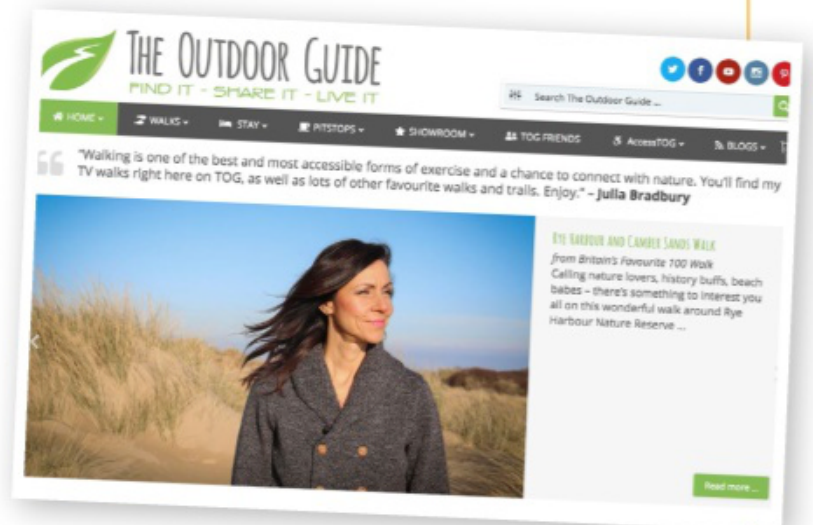 THE OUTDOOR GUIDE
FIND IT - SHARE IT - LIVE IT
Search The Outdoor Guide ...
HOME
WALKS
STAY
PITSTOPS
SHOWROOM
TOG FRIENDS
AccessTOG
BLOGS
"Walking is one of the best and most accessible forms of exercise and a chance to connect with nature. You'll find my
TV walks right here on TOG, as well as lots of other favourite walks and trails. Enjoy." – Julia Bradbury
RYE HARBOUR AND CAMBER SANDS WALK
from Britain's Favourite 100 Walk
Calling nature lovers, history buffs, beach
babes – there's something to interest you
all on this wonderful walk around Rye
Harbour Nature Reserve ...
Read more ...